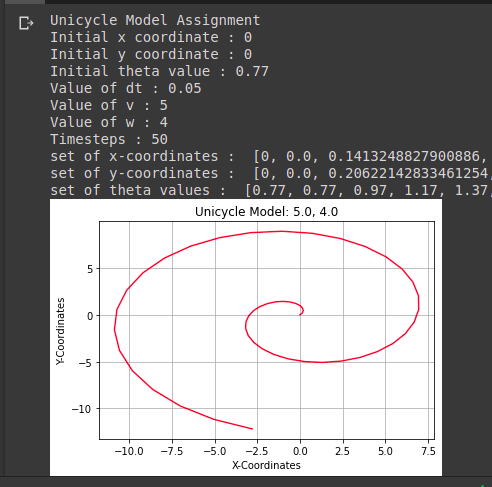 Unicycle Model Assignment
Initial x coordinate : 0
Initial y coordinate : 0
Initial theta value : 0.77
Value of dt : 0.05
Value of v : 5
Value of w : 4
Timesteps : 50
set of x-coordinates :  [0, 0.0, 0.1413248827900886,
set of y-coordinates :  [0, 0.0, 0.20622142833461254,
set of theta values :  [0.77, 0.77, 0.97, 1.17, 1.37,
Unicycle Model: 5.0, 4.0
Y-Coordinates
5
0
−5
−10
−10.0 −7.5 −5.0 −2.5 0.0 2.5 5.0 7.5
X-Coordinates